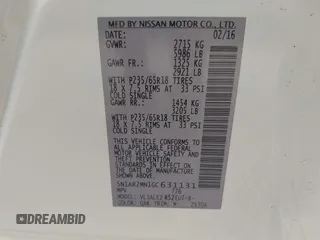 MFD BY NISSAN MOTOR CO., LTD.
02/16
GVWR: 2715 KG
5986 LB
GAWR FR.: 1325 KG
2921 LB
WITH P235/65R18 TIRES
18 X 7.5 RIMS AT 33 PSI
COLD SINGLE
GAWR RR.: 1454 KG
3205 LB
WITH P235/65R18 TIRES
18 X 7.5 RIMS AT 33 PSI
COLD SINGLE
THIS VEHICLE CONFORMS TO ALL
APPLICABLE FEDERAL MOTOR
VEHICLE SAFETY AND THEFT
PREVENTION STANDARDS IN
EFFECT ON THE DATE OF
MANUFACTURE SHOWN ABOVE.
5N1AR2MN1GC631131
MPV
MODEL
COLOR: QAK TRIM: H